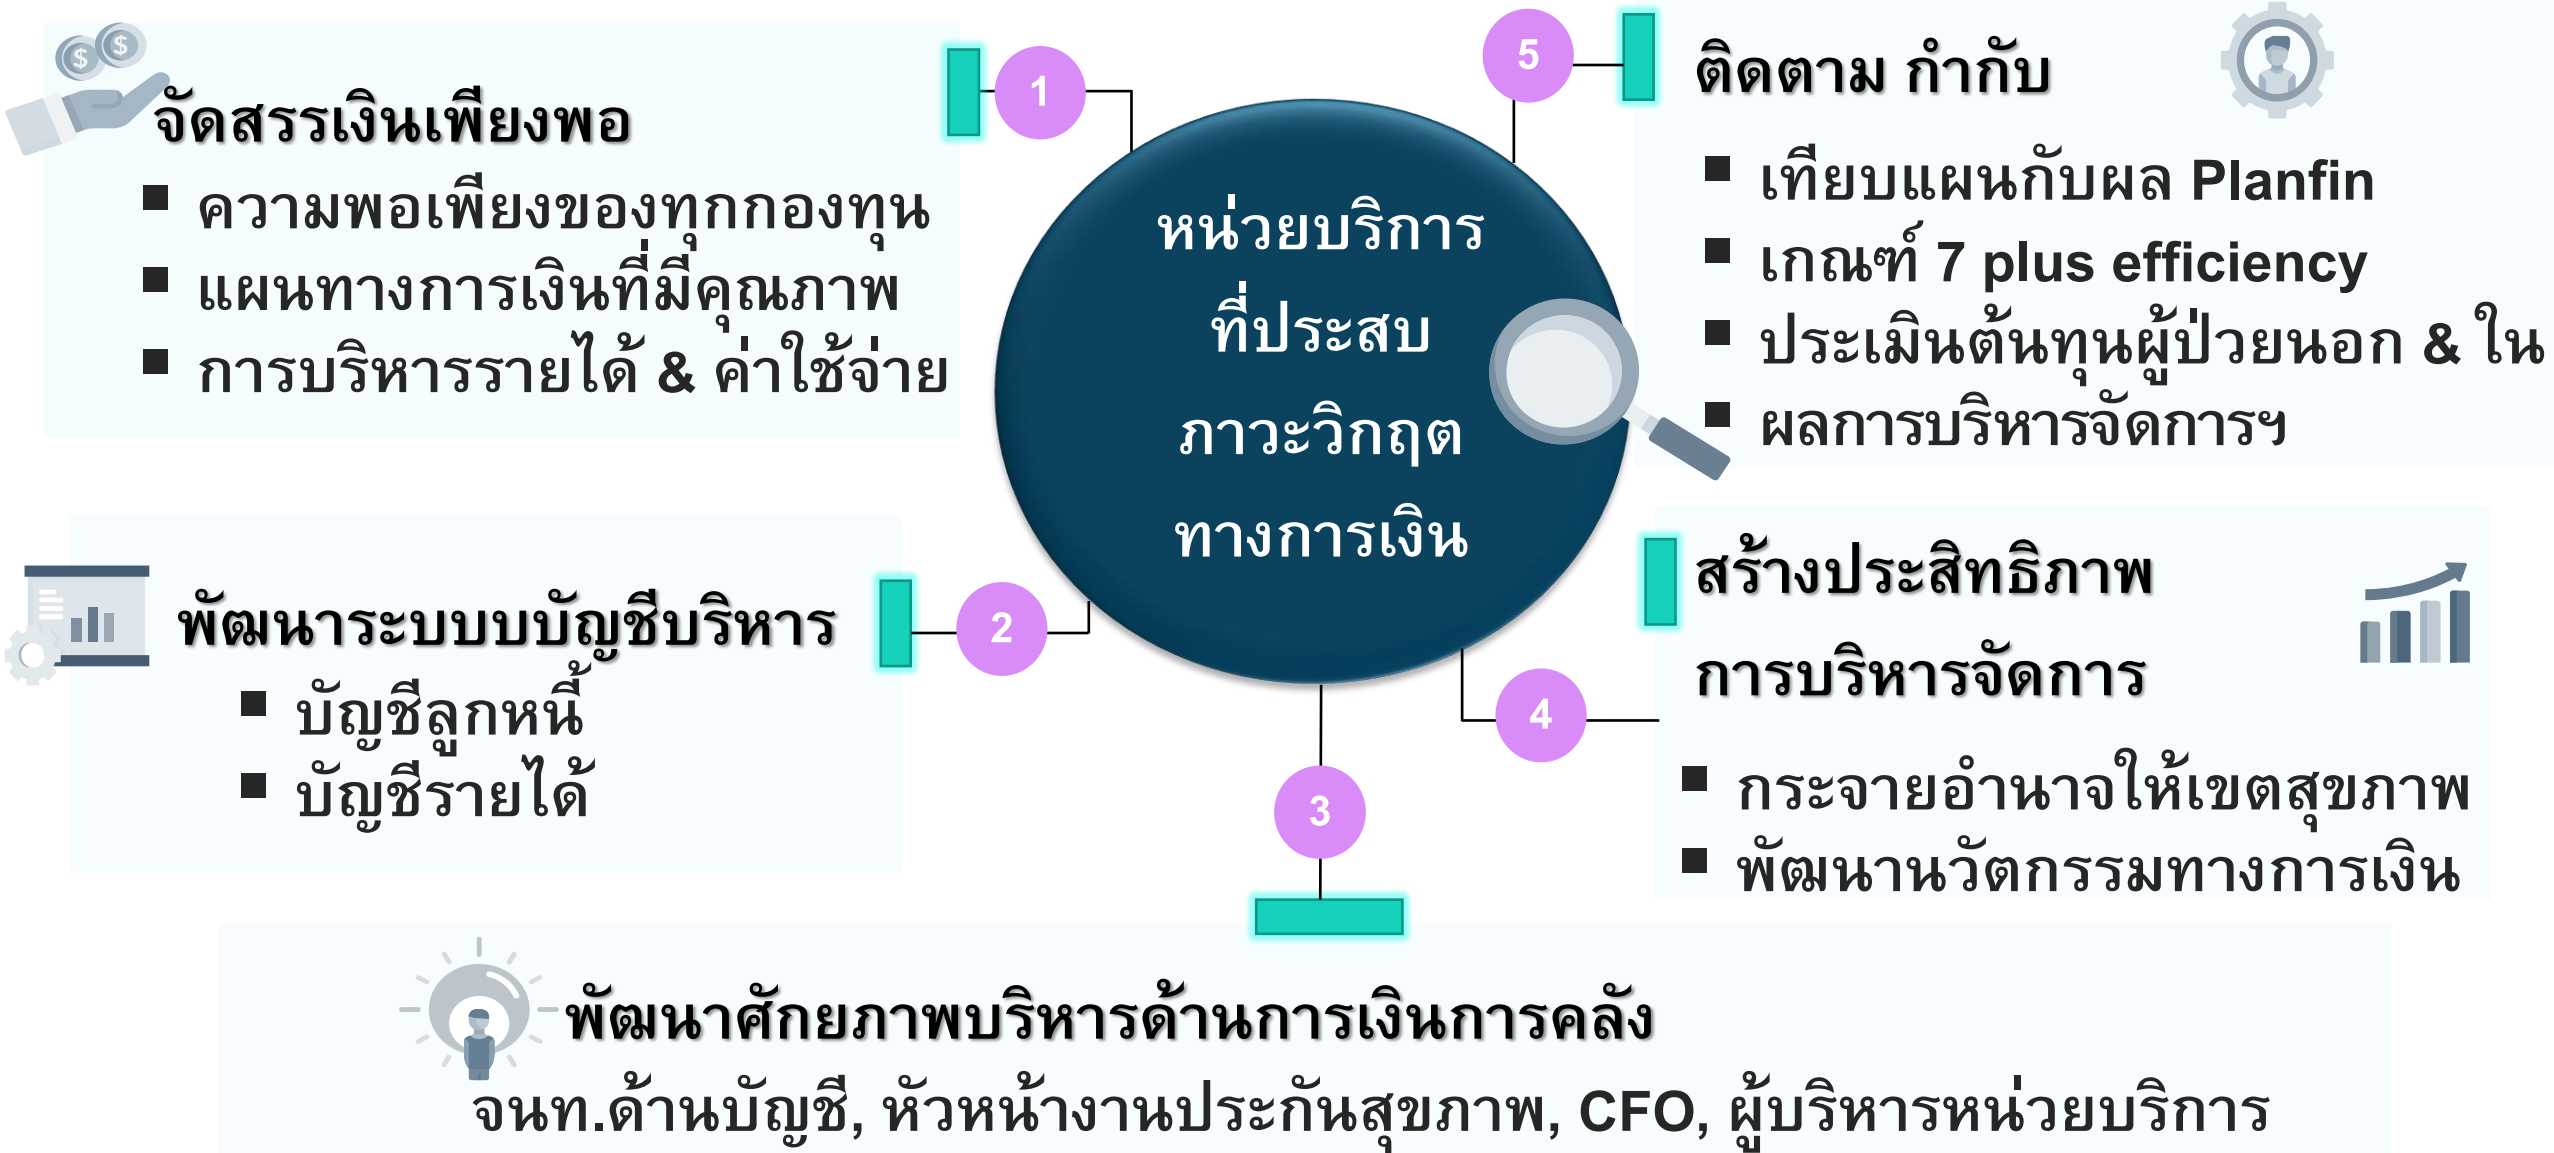 $ $
1
จัดสรรเงินเพียงพอ
ความพอเพียงของทุกกองทุน
แผนทางการเงินที่มีคุณภาพ
การบริหารรายได้ & ค่าใช้จ่าย
2
พัฒนาระบบบบัญชีบริหาร
บัญชีลูกหนี้
บัญชีรายได้
หน่วยบริการ
ที่ประสบ
ภาวะวิกฤต
ทางการเงิน
3
พัฒนาศักยภาพบริหารด้านการเงินการคลัง
จนท.ด้านบัญชี, หัวหน้างานประกันสุขภาพ, CFO, ผู้บริหารหน่วยบริการ
4
สร้างประสิทธิภาพ
การบริหารจัดการ
กระจายอำนาจให้เขตสุขภาพ
พัฒนานวัตกรรมทางการเงิน
5
ติดตาม กำกับ
เทียบแผนกับผล Planfin
เกณฑ์ 7 plus efficiency
ประเมินต้นทุนผู้ป่วยนอก & ใน
ผลการบริหารจัดการฯ